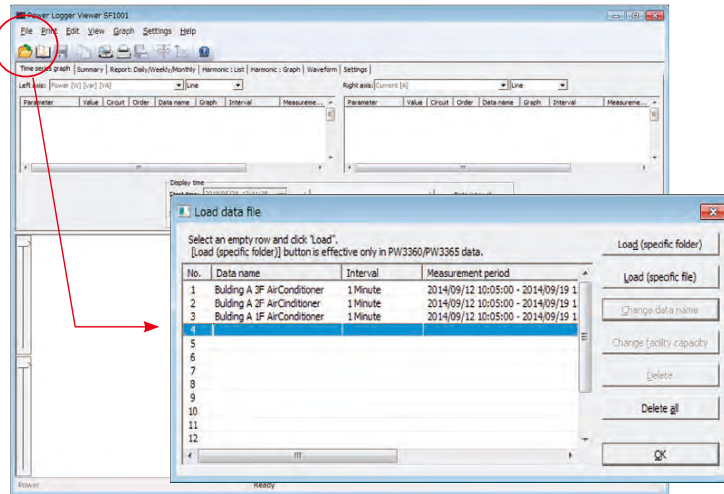 Power Logger Viewer SF1001
File Print Edit View Graph Settings Help
Time series graph Summary Report: Daily/Weekly/Monthly Harmonic : List Harmonic : Graph Waveform Settings
Left axis: Power [W] [var] [VA] Line Right axis: Current [A] Line
Parameter Value Circuit Order Data name Graph Interval Measureme... Parameter Value Circuit Order Data name Graph Interval Measureme...
Display time
Load data file
Select an empty row and click "Load".
[Load (specific folder)] button is effective only in PW3360/PW3365 data.
Load (specific folder)
No. Data name Interval Measurement period
Load (specific file)
1 Bulding A 3F AirConditioner 1 Minute 2014/09/12 10:05:00 - 2014/09/19 1
2 Bulding A 2F AirConditioner 1 Minute 2014/09/12 10:05:00 - 2014/09/19 1
3 Bulding A 1F AirConditioner 1 Minute 2014/09/12 10:05:00 - 2014/09/19 1
Change data name
4
5
Change facility capacity
6
7
Delete
8
9
10
Delete all
11
12
OK
Power Ready